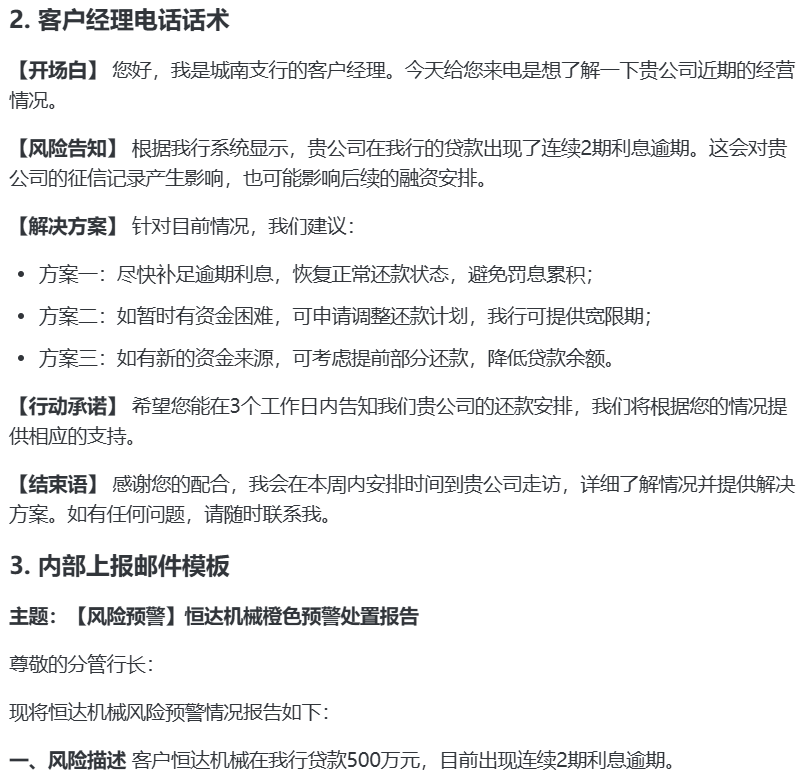 2. 客户经理电话话术
【开场白】 您好，我是城南支行的客户经理。今天给您来电是想了解一下贵公司近期的经营
情况。
【风险告知】 根据我行系统显示，贵公司在我行的贷款出现了连续2期利息逾期。这会对贵
公司的征信记录产生影响，也可能影响后续的融资安排。
【解决方案】 针对目前情况，我们建议：
• 方案一：尽快补足逾期利息，恢复正常还款状态，避免罚息累积；
• 方案二：如暂时有资金困难，可申请调整还款计划，我行可提供宽限期；
• 方案三：如有新的资金来源，可考虑提前部分还款，降低贷款余额。
【行动承诺】 希望您能在3个工作日内告知我们贵公司的还款安排，我们将根据您的情况提
供相应的支持。
【结束语】 感谢您的配合，我会在本周内安排时间到贵公司走访，详细了解情况并提供解决
方案。如有任何问题，请随时联系我。
3. 内部上报邮件模板
主题：【风险预警】恒达机械橙色预警处置报告
尊敬的分管行长：
现将恒达机械风险预警情况报告如下：
一、风险描述 客户恒达机械在我行贷款500万元，目前出现连续2期利息逾期。